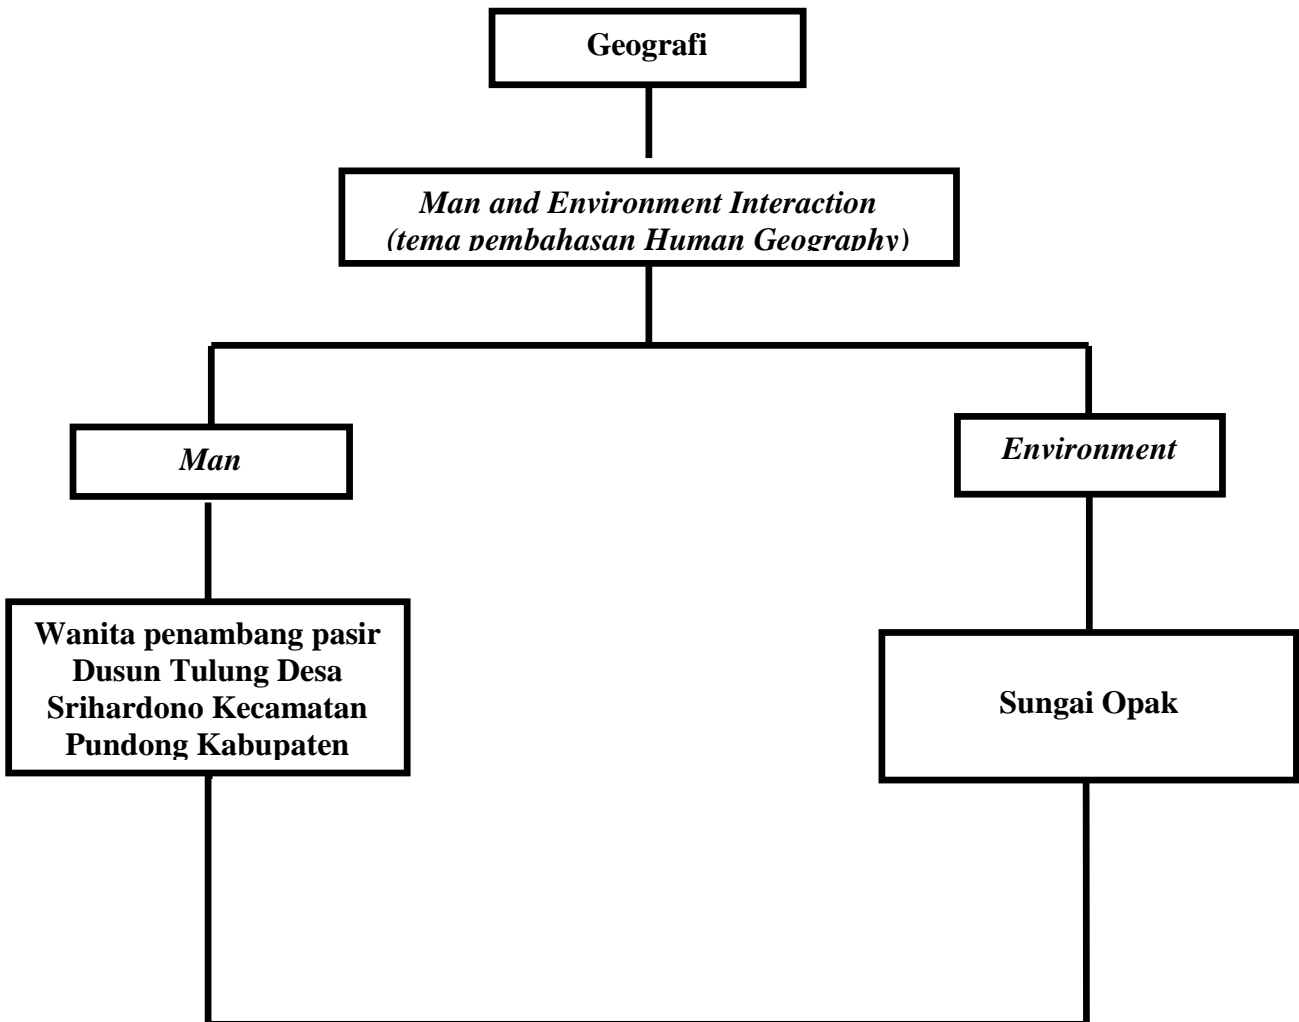 Geografi
Man and Environment Interaction
(tema pembahasan Human Geography)
Man
Environment
Wanita penambang pasir
Dusun Tulung Desa
Srihardono Kecamatan
Pundong Kabupaten
Sungai Opak